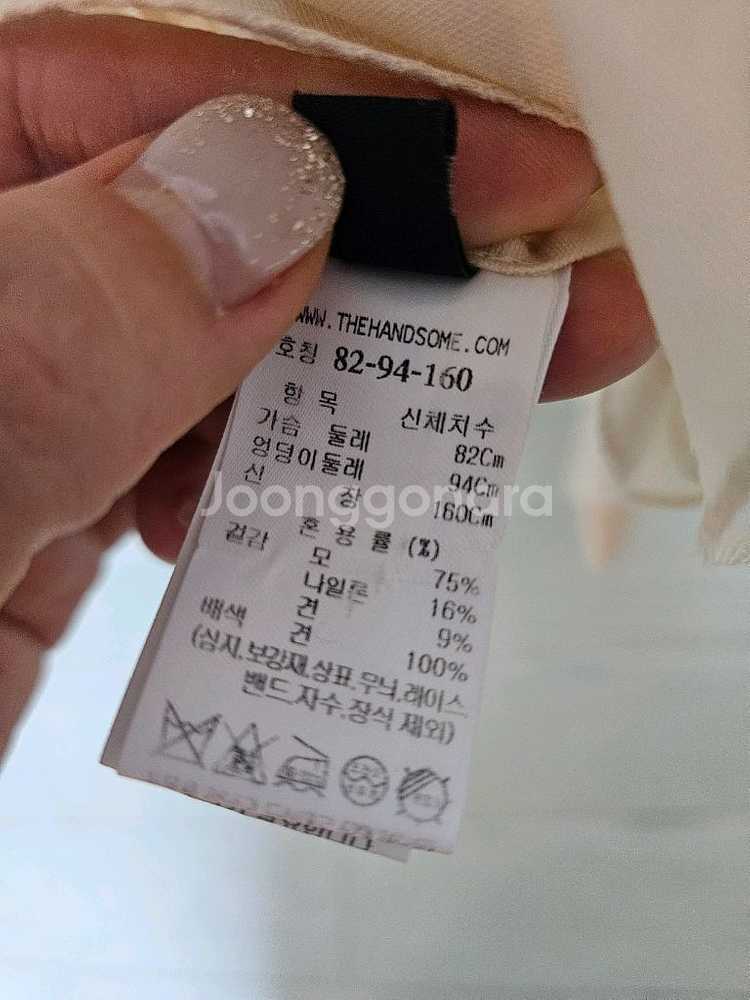 WWW.THEHANDSOME.COM
호칭 82-94-160
항 목 신체치수
가슴 둘레 82Cm
엉덩이둘레 94Cm
신 장 160Cm
Joonggonara
혼 용 률 (%)
겉감 모 75%
나일론 16%
견 9%
배색 견 100%
(심지.보강재.상표.무늬.레이스
밴드.자수.장식 제외)